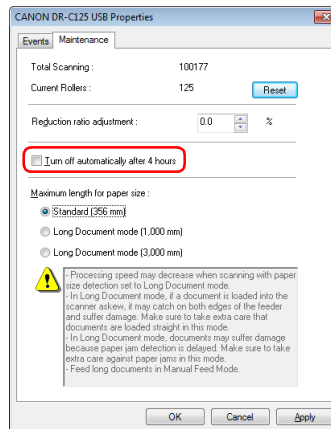 CANON DR-C125 USB Properties
Events Maintenance
Total Scanning : 100177
Current Rollers : 125 Reset
Reduction ratio adjustment : 0.0 %
Turn off automatically after 4 hours
Maximum length for paper size :
Standard (356 mm)
Long Document mode (1,000 mm)
Long Document mode (3,000 mm)
- Processing speed may decrease when scanning with paper
size detection set to Long Document mode.
- In Long Document mode, if a document is loaded into the
scanner askew, it may catch on both edges of the feeder
and suffer damage. Make sure to take extra care that
documents are loaded straight in this mode.
- In Long Document mode, documents may suffer damage
because paper jam detection is delayed. Make sure to take
extra care against paper jams in this mode.
- Feed long documents in Manual Feed Mode.
OK Cancel Apply